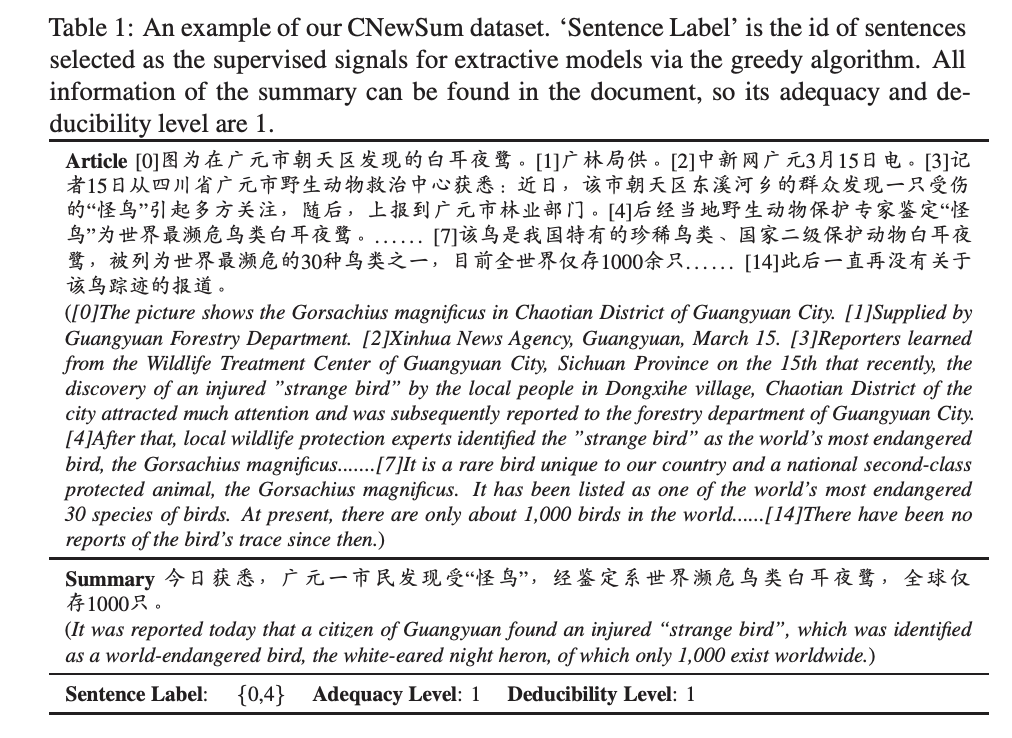 Table 1: An example of our CNewSum dataset. ‘Sentence Label’ is the id of sentences
selected as the supervised signals for extractive models via the greedy algorithm. All
information of the summary can be found in the document, so its adequacy and de-
ducibility level are 1.
Article [0]图为在广元市朝天区发现的白耳夜鹭。[1]广林局供。[2]中新网广元3月15日电。[3]记
者15日从四川省广元市野生动物救治中心获悉：近日，该市朝天区东溪河乡的群众发现一只受伤
的“怪鸟”引起多方关注，随后，上报到广元市林业部门。[4]后经当地野生动物保护专家鉴定“怪
鸟”为世界最濒危鸟类白耳夜鹭。…… [7]该鸟是我国特有的珍稀鸟类、国家二级保护动物白耳夜
鹭，被列为世界最濒危的30种鸟类之一，目前全世界仅存1000余只…… [14]此后一直再没有关于
该鸟踪迹的报道。
([0]The picture shows the Gorsachius magnificus in Chaotian District of Guangyuan City. [1]Supplied by
Guangyuan Forestry Department. [2]Xinhua News Agency, Guangyuan, March 15. [3]Reporters learned
from the Wildlife Treatment Center of Guangyuan City, Sichuan Province on the 15th that recently, the
discovery of an injured ”strange bird” by the local people in Dongxihe village, Chaotian District of the
city attracted much attention and was subsequently reported to the forestry department of Guangyuan City.
[4]After that, local wildlife protection experts identified the ”strange bird” as the world’s most endangered
bird, the Gorsachius magnificus.......[7]It is a rare bird unique to our country and a national second-class
protected animal, the Gorsachius magnificus. It has been listed as one of the world’s most endangered
30 species of birds. At present, there are only about 1,000 birds in the world......[14]There have been no
reports of the bird’s trace since then.)
Summary 今日获悉，广元一市民发现受“怪鸟”，经鉴定系世界濒危鸟类白耳夜鹭，全球仅
存1000只。
(It was reported today that a citizen of Guangyuan found an injured “strange bird”, which was identified
as a world-endangered bird, the white-eared night heron, of which only 1,000 exist worldwide.)
Sentence Label: {0,4} Adequacy Level: 1 Deducibility Level: 1